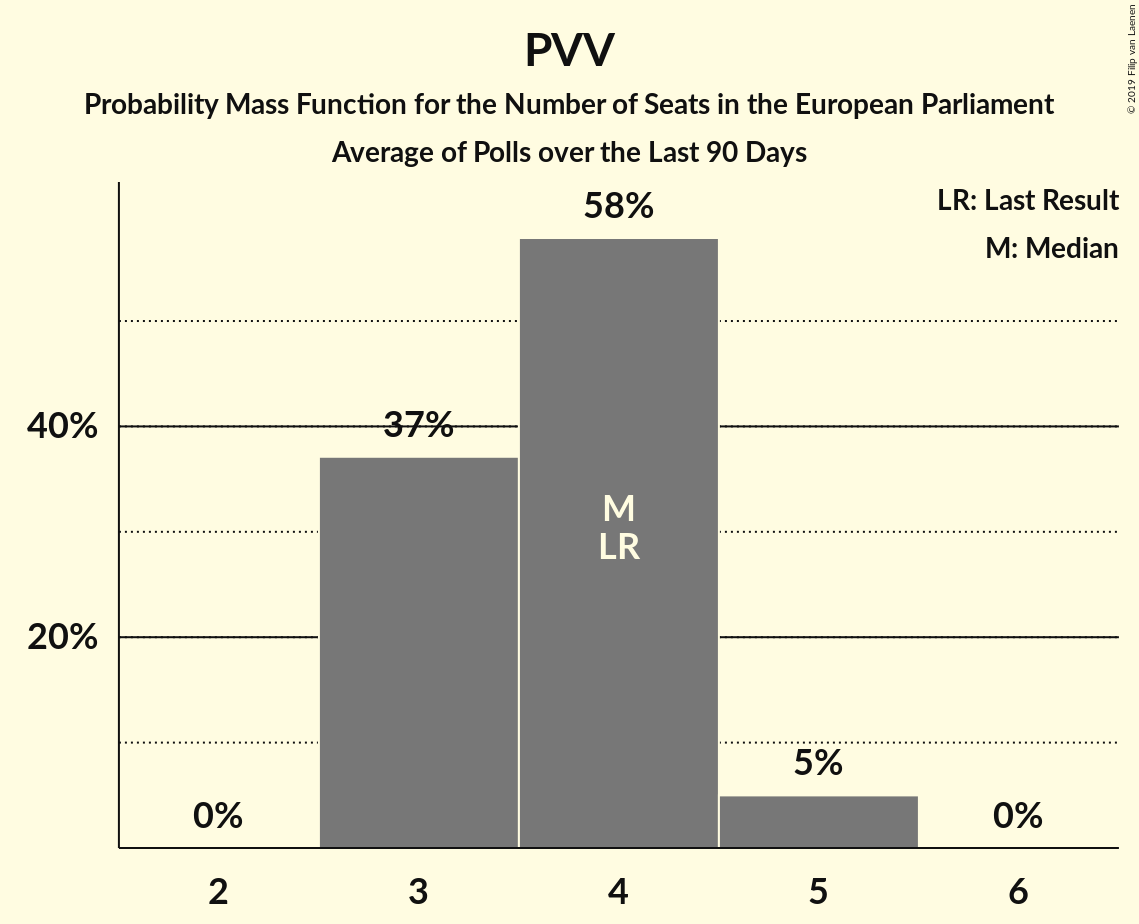 PVV
Probability Mass Function for the Number of Seats in the European Parliament
Average of Polls over the Last 90 Days
© 2019 Filip van Laenen
LR: Last Result
M: Median
58%
40%
37%
M
LR
20%
5%
0%
0%
2
3
4
5
6